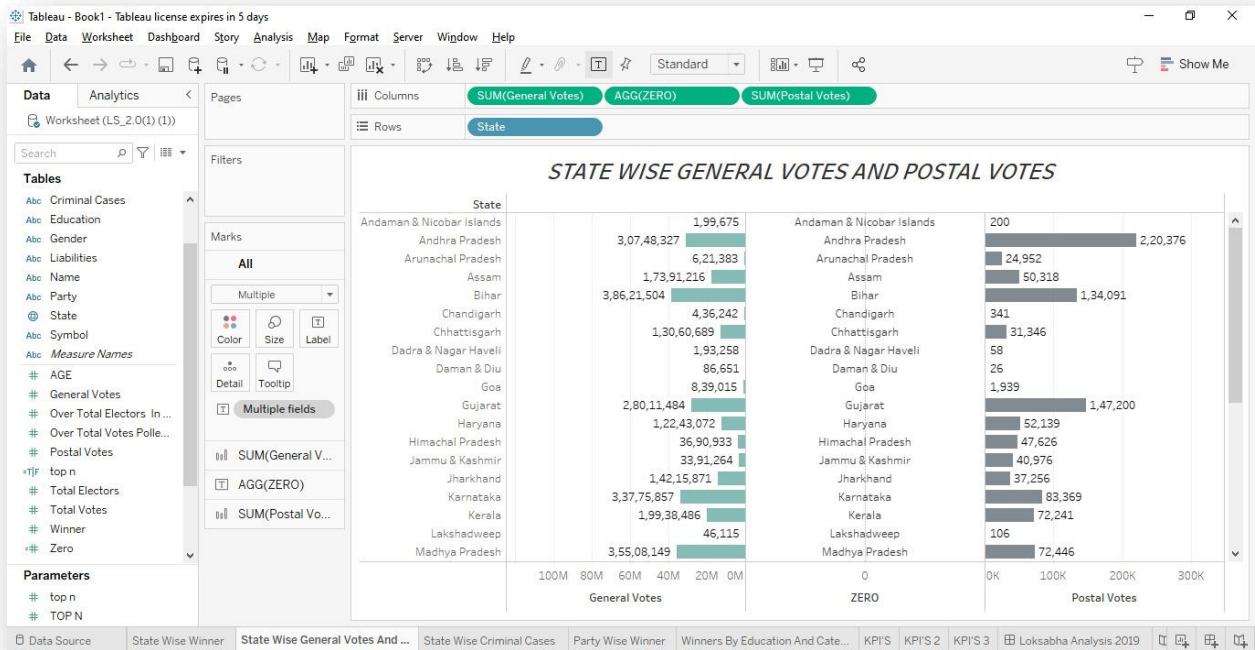 Tableau - Book1 - Tableau license expires in 5 days
File Data Worksheet Dashboard Story Analysis Map Format Server Window Help
Standard
Show Me
Data Analytics
Worksheet (LS_2.0(1) (1))
Search
Tables
Abc Criminal Cases
Abc Education
Abc Gender
Abc Liabilities
Abc Name
Abc Party
State
Abc Symbol
Abc Measure Names
# AGE
# General Votes
# Over Total Electors In ...
# Over Total Votes Polle...
# Postal Votes
=T|F top n
# Total Electors
# Total Votes
# Winner
=# Zero
Parameters
# top n
# TOP N
Pages
Filters
Marks
All
Multiple
Color Size Label
Detail Tooltip
Multiple fields
SUM(General V...
AGG(ZERO)
SUM(Postal Vo...
Columns SUM(General Votes) AGG(ZERO) SUM(Postal Votes)
Rows State
STATE WISE GENERAL VOTES AND POSTAL VOTES
State
Andaman & Nicobar Islands 1,99,675 Andaman & Nicobar Islands 200
Andhra Pradesh 3,07,48,327 Andhra Pradesh 2,20,376
Arunachal Pradesh 6,21,383 Arunachal Pradesh 24,952
Assam 1,73,91,216 Assam 50,318
Bihar 3,86,21,504 Bihar 1,34,091
Chandigarh 4,36,242 Chandigarh 341
Chhattisgarh 1,30,60,689 Chhattisgarh 31,346
Dadra & Nagar Haveli 1,93,258 Dadra & Nagar Haveli 58
Daman & Diu 86,651 Daman & Diu 26
Goa 8,39,015 Goa 1,939
Gujarat 2,80,11,484 Gujarat 1,47,200
Haryana 1,22,43,072 Haryana 52,139
Himachal Pradesh 36,90,933 Himachal Pradesh 47,626
Jammu & Kashmir 33,91,264 Jammu & Kashmir 40,976
Jharkhand 1,42,15,871 Jharkhand 37,256
Karnataka 3,37,75,857 Karnataka 83,369
Kerala 1,99,38,486 Kerala 72,241
Lakshadweep 46,115 Lakshadweep 106
Madhya Pradesh 3,55,08,149 Madhya Pradesh 72,446
100M 80M 60M 40M 20M 0M 0 0K 100K 200K 300K
General Votes ZERO Postal Votes
Data Source State Wise Winner State Wise General Votes And ... State Wise Criminal Cases Party Wise Winner Winners By Education And Cate... KPI'S KPI'S 2 KPI'S 3 Loksabha Analysis 2019